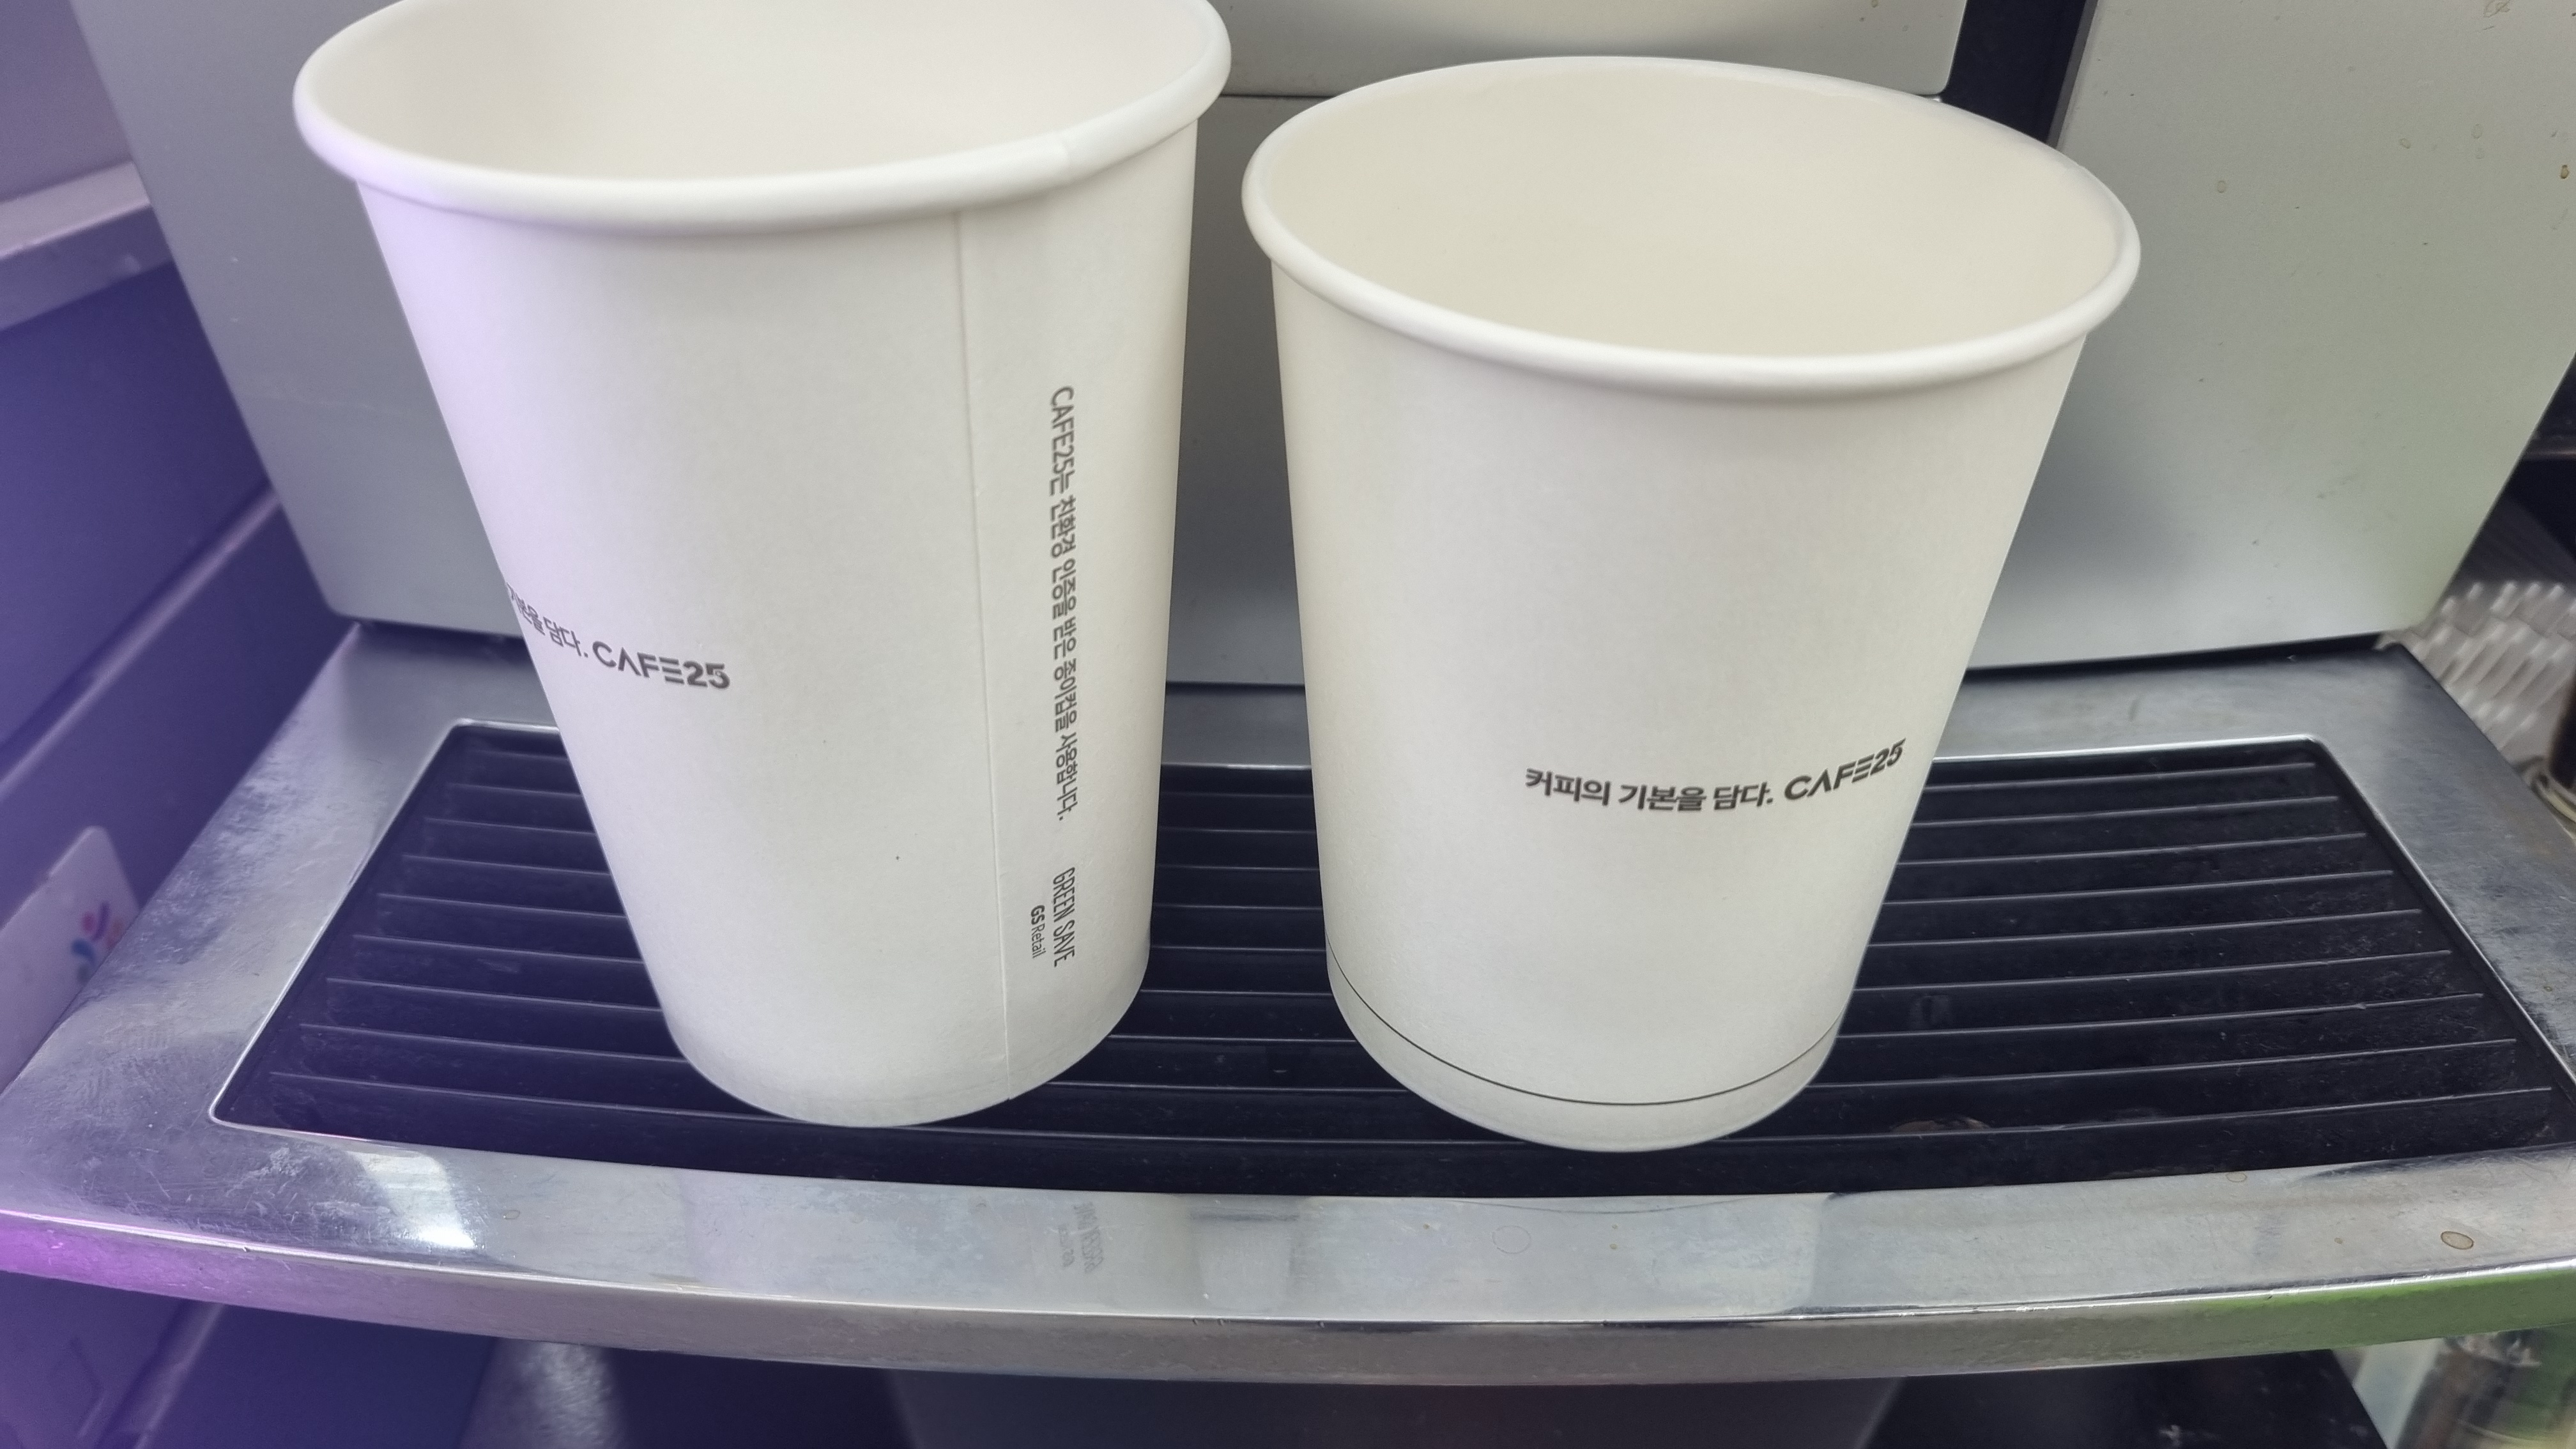 기본을 담다. CAFE25
CAFE25는 친환경 인증을 받은 종이컵을 사용합니다.
GREEN SAVE
GS Retail
커피의 기본을 담다. CAFE25